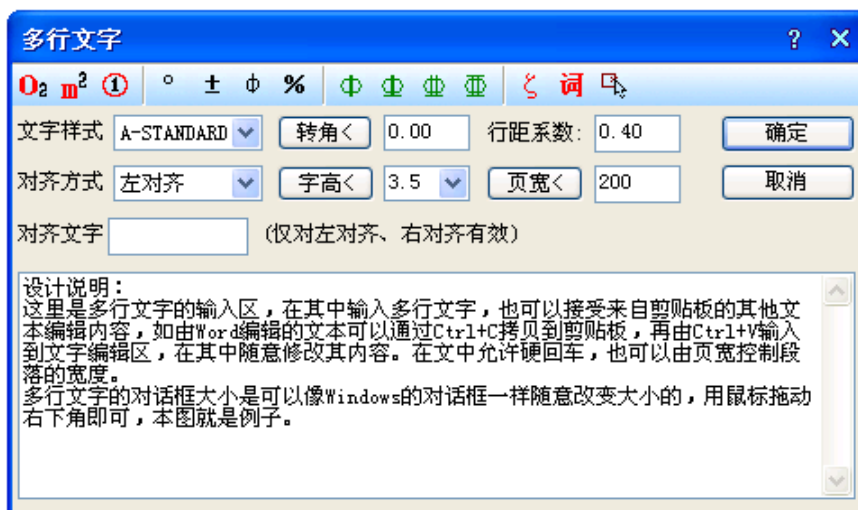 多行文字
O₂ m² ① ° ± ф % ζ 词
文字样式 A-STANDARD 转角< 0.00 行距系数: 0.40 确定
对齐方式 左对齐 字高< 3.5 页宽< 200 取消
对齐文字 (仅对左对齐、右对齐有效)
设计说明：
这里是多行文字的输入区，在其中输入多行文字，也可以接受来自剪贴板的其他文
本编辑内容，如由Word编辑的文本可以通过Ctrl+C拷贝到剪贴板，再由Ctrl+V输入
到文字编辑区，在其中随意修改其内容。在文中允许硬回车，也可以由页宽控制段
落的宽度。
多行文字的对话框大小是可以像Windows的对话框一样随意改变大小的，用鼠标拖动
右下角即可，本图就是例子。